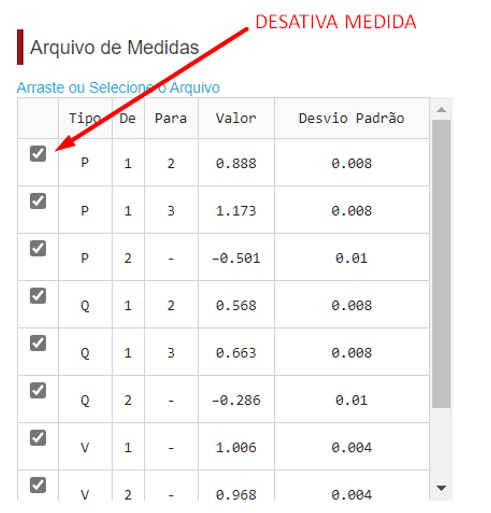 DESATIVA MEDIDA
Arquivo de Medidas
Arraste ou Selecione o Arquivo
Tipo De Para Valor Desvio Padrão
P 1 2 0.888 0.008
P 1 3 1.173 0.008
P 2 - −0.501 0.01
Q 1 2 0.568 0.008
Q 1 3 0.663 0.008
Q 2 - −0.286 0.01
V 1 - 1.006 0.004
V 2 - 0.968 0.004